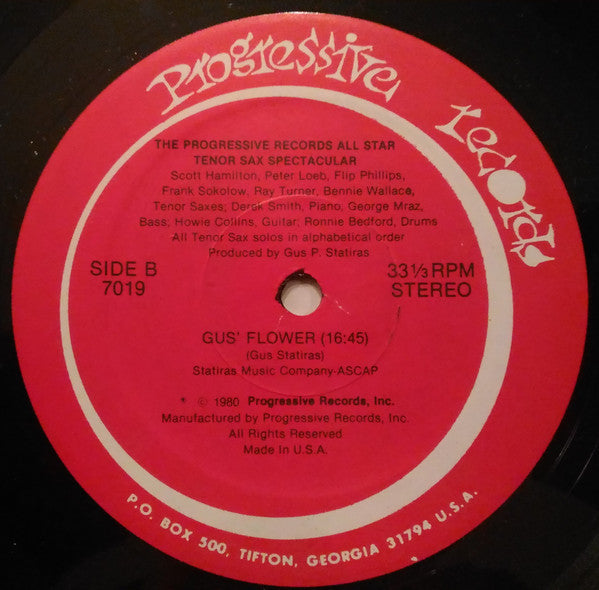 Progressive records
THE PROGRESSIVE RECORDS ALL STAR
TENOR SAX SPECTACULAR
Scott Hamilton, Peter Loeb, Flip Phillips,
Frank Sokolow, Ray Turner, Bennie Wallace,
Tenor Saxes; Derek Smith, Piano; George Mraz,
Bass; Howie Collins, Guitar; Ronnie Bedford, Drums
All Tenor Sax solos in alphabetical order
Produced by Gus P. Statiras
SIDE B
7019
33⅓ RPM
STEREO
GUS' FLOWER (16:45)
(Gus Statiras)
Statiras Music Company-ASCAP
* © 1980 Progressive Records, Inc.
Manufactured by Progressive Records, Inc.
All Rights Reserved
Made In U.S.A.
P.O. BOX 500, TIFTON, GEORGIA 31794 U.S.A.